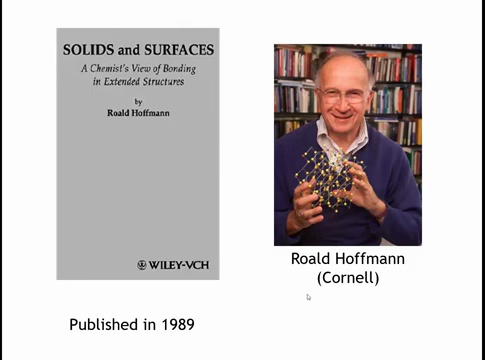 SOLIDS and SURFACES
A Chemist's View of Bonding
in Extended Structures
by
Roald Hoffmann
WILEY-VCH
Published in 1989
Roald Hoffmann
(Cornell)